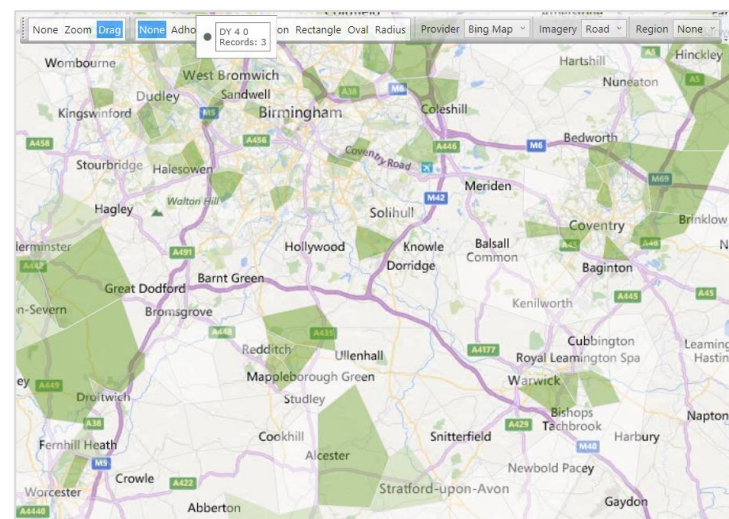 None Zoom Drag None Adho on Rectangle Oval Radius Provider Bing Map Imagery Road Region None
DY 4 0
Records: 3
Wombourne
Hartshill
A5
Hinckley
West Bromwich
Nuneaton
A5
Dudley
Sandwell
A38
M6
Kingswinford
M5
Birmingham
Coleshill
A458
A456
A446
M6
Bedworth
Stourbridge
Halesowen
Coventry Road
M69
Meriden
Walton Hill
M42
Hagley
Solihull
Coventry
Brinklow
A491
Hollywood
Knowle
Balsall
Common
A45
A46
Dorridge
Baginton
Barnt Green
Great Dodford
Kenilworth
A445
A45
on-Severn
Bromsgrove
A448
A435
Redditch
Ullenhall
A4177
Cubbington
Royal Leamington Spa
Leaming
Hastin
Mappleborough Green
Warwick
ey
A449
Droitwich
Studley
Bishops
Tachbrook
Napton
A38
A429
Fernhill Heath
Cookhill
Snitterfield
M40
Harbury
Alcester
M5
Newbold Pacey
Crowle
A422
Worcester
Stratford-upon-Avon
Gaydon
Abberton
A4440